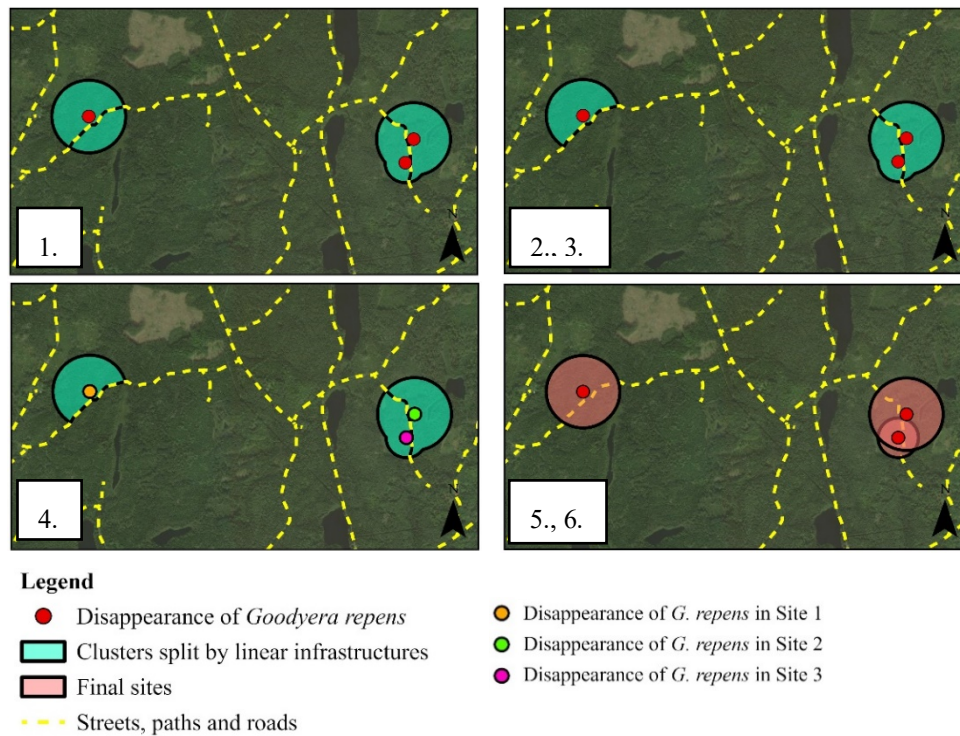 1.
N
2., 3.
N
4.
N
5., 6.
N
Legend
Disappearance of Goodyera repens
Clusters split by linear infrastructures
Final sites
Streets, paths and roads
Disappearance of G. repens in Site 1
Disappearance of G. repens in Site 2
Disappearance of G. repens in Site 3